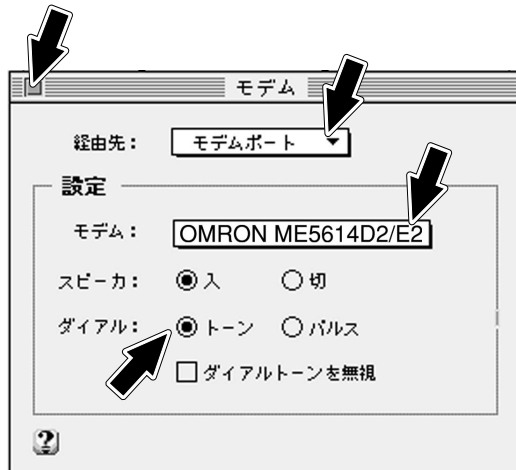 モデム
経由先： モデムポート
設定
モデム： OMRON ME5614D2/E2
スピーカ： 入 切
ダイアル： トーン パルス
ダイアルトーンを無視
?